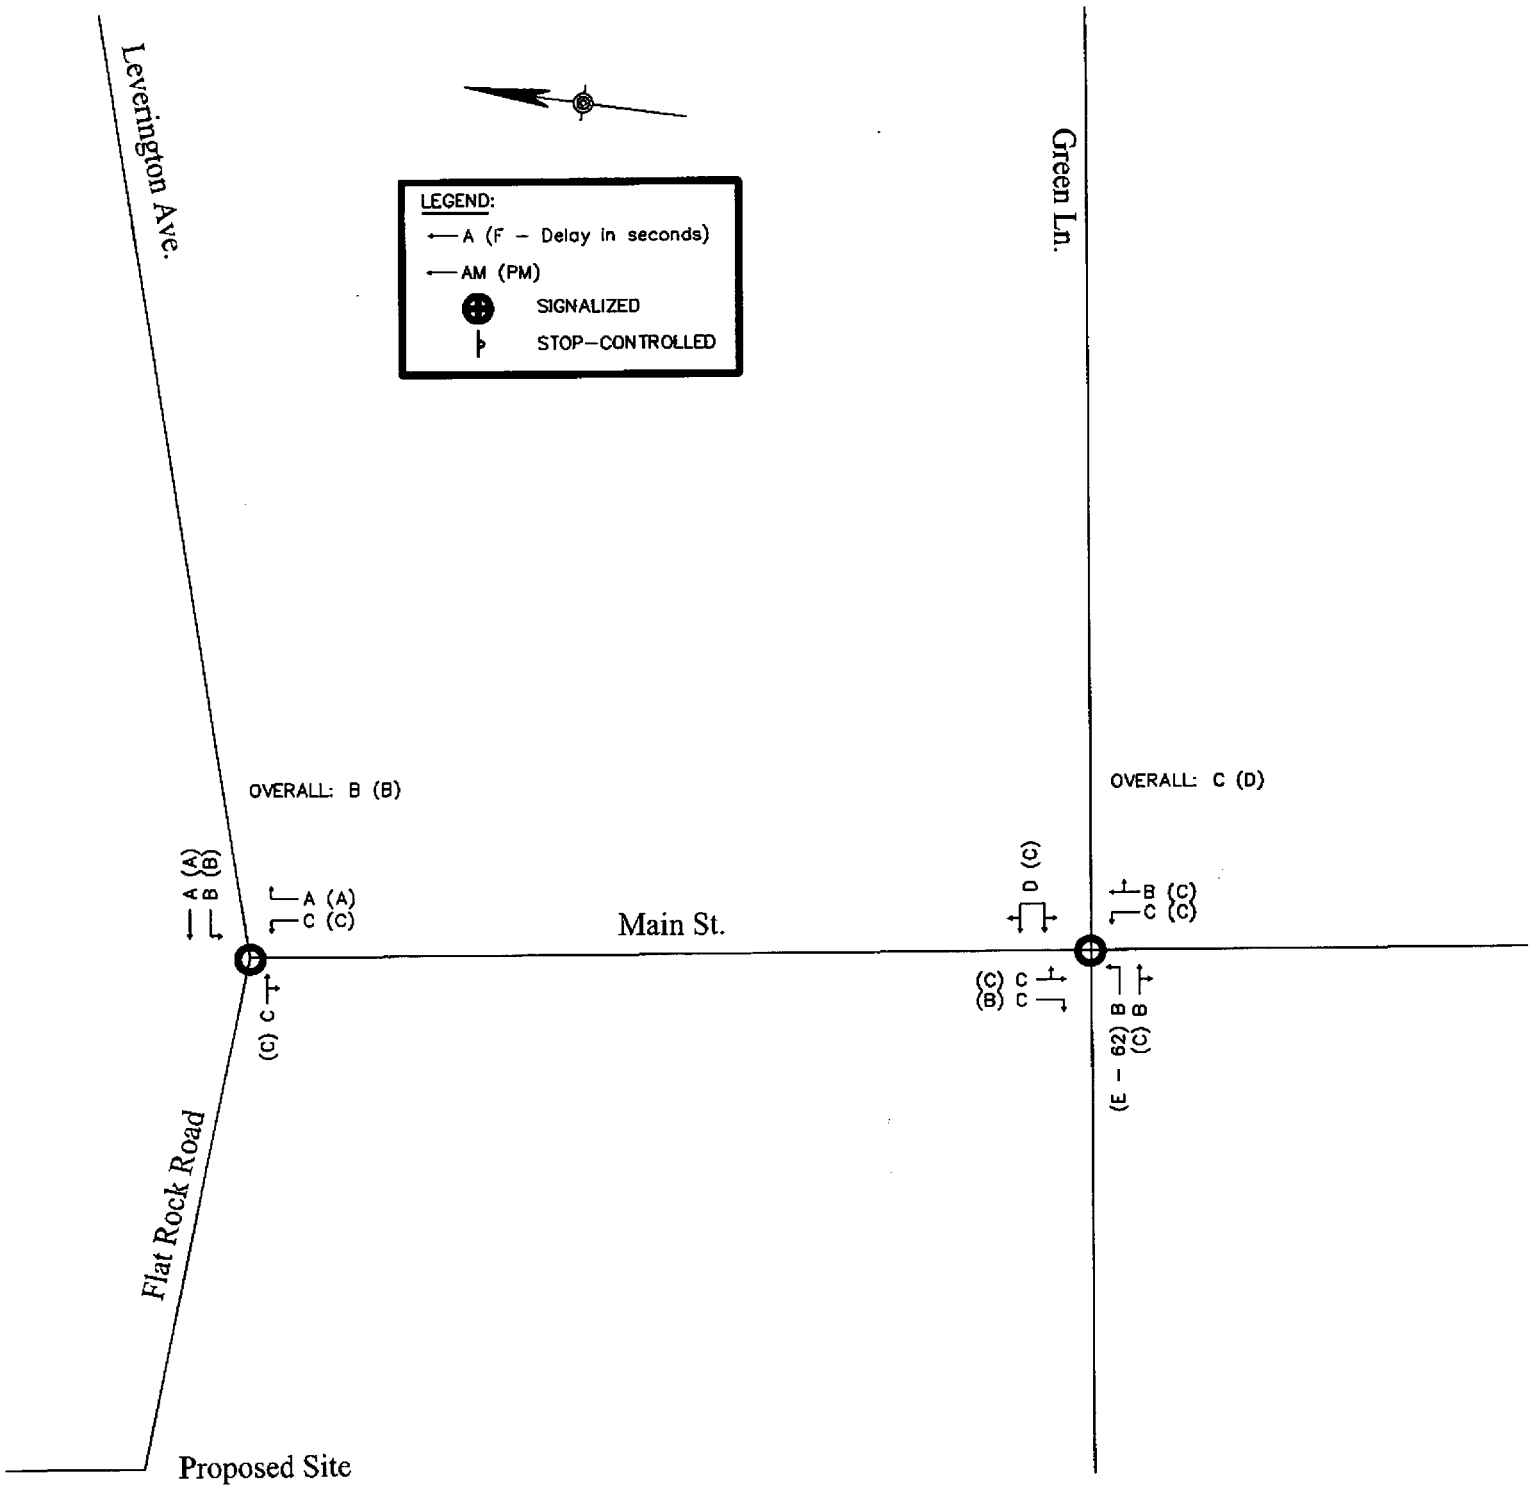 Leverington Ave.
Green Ln.
LEGEND:
A (F – Delay in seconds)
AM (PM)
SIGNALIZED
STOP-CONTROLLED
OVERALL: B (B)
OVERALL: C (D)
A (A)
B (B)
A (A)
C (C)
D (C)
B (C)
C (C)
Main St.
(C) C
(B) C
(C) C
(E – 62) B
(C) B
Flat Rock Road
Proposed Site